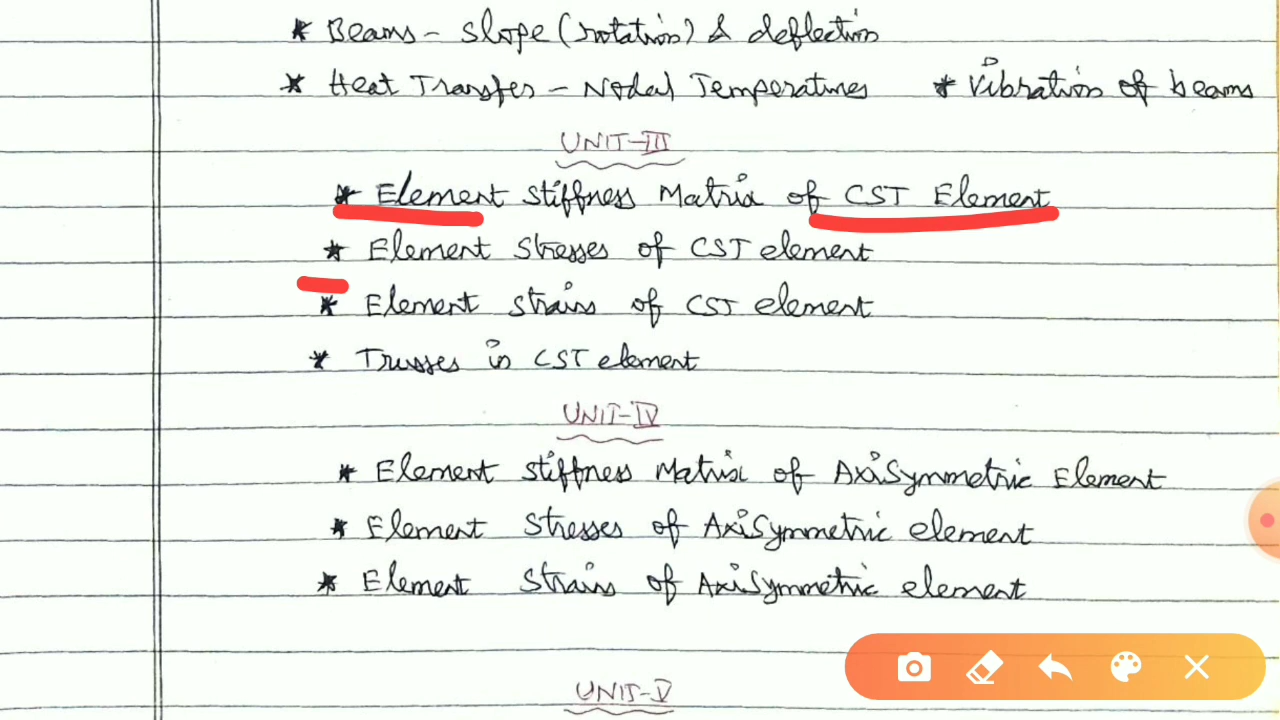 * Beams - slope (rotation) & deflection
* Heat Transfer - Nodal Temperatures * Vibration of beams
UNIT-III
* Element Stiffness Matrix of CST Element
* Element Stresses of CST element
* Element Strains of CST element
* Trusses in CST element
UNIT-IV
* Element Stiffness Matrix of AxiSymmetric Element
* Element Stresses of AxiSymmetric element
* Element Strains of AxiSymmetric element
UNIT-V